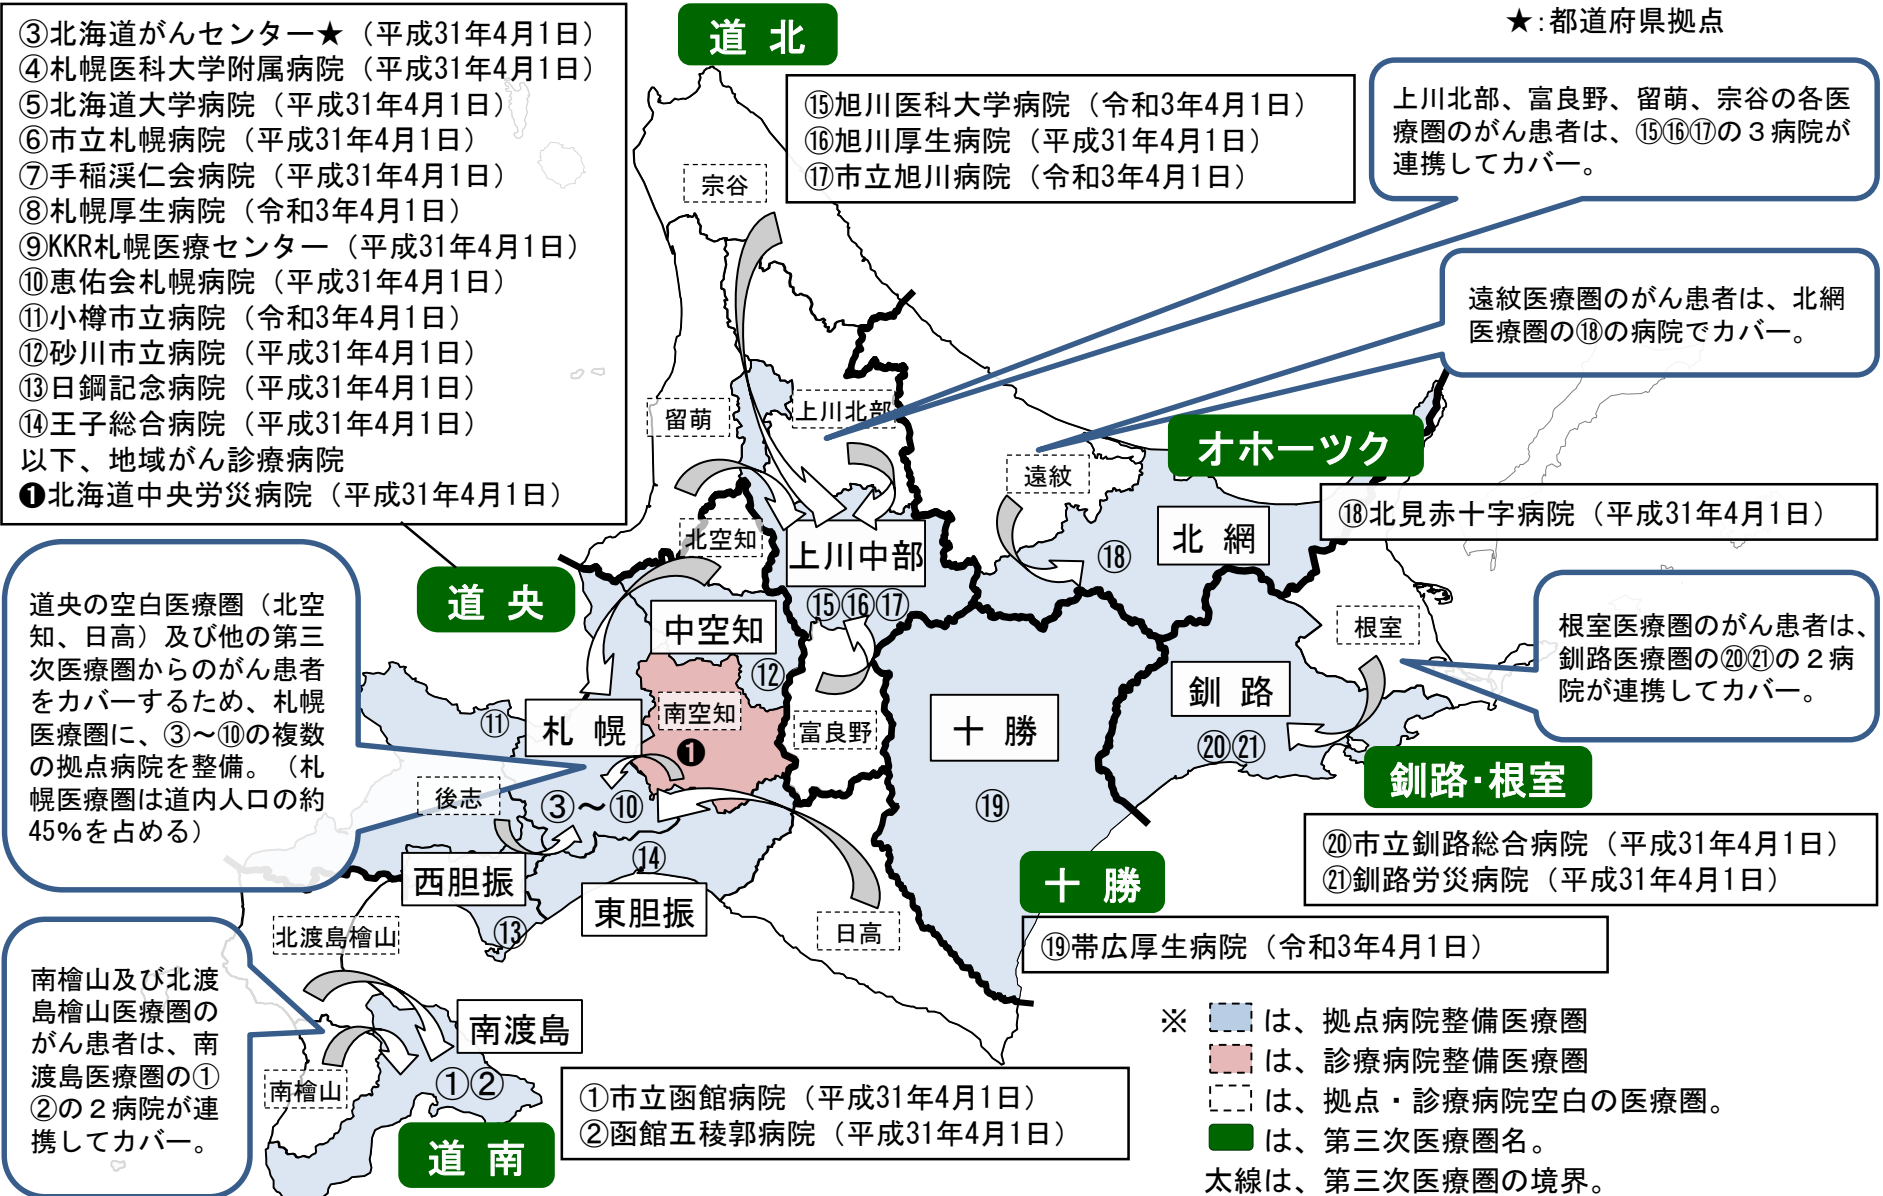 ③北海道がんセンター★（平成31年4月1日）
④札幌医科大学附属病院（平成31年4月1日）
⑤北海道大学病院（平成31年4月1日）
⑥市立札幌病院（平成31年4月1日）
⑦手稲渓仁会病院（平成31年4月1日）
⑧札幌厚生病院（令和3年4月1日）
⑨KKR札幌医療センター（平成31年4月1日）
⑩恵佑会札幌病院（平成31年4月1日）
⑪小樽市立病院（令和3年4月1日）
⑫砂川市立病院（平成31年4月1日）
⑬日鋼記念病院（平成31年4月1日）
⑭王子総合病院（平成31年4月1日）
以下、地域がん診療病院
❶北海道中央労災病院（平成31年4月1日）
道 北
★：都道府県拠点
⑮旭川医科大学病院（令和3年4月1日）
⑯旭川厚生病院（平成31年4月1日）
⑰市立旭川病院（令和3年4月1日）
上川北部、富良野、留萌、宗谷の各医
療圏のがん患者は、⑮⑯⑰の３病院が
連携してカバー。
宗谷
遠紋医療圏のがん患者は、北網
医療圏の⑱の病院でカバー。
留萌
上川北部
オホーツク
遠紋
⑱北見赤十字病院（平成31年4月1日）
北空知
上川中部
⑱
北 網
道 央
⑮⑯⑰
道央の空白医療圏（北空
知、日高）及び他の第三
次医療圏からのがん患者
をカバーするため、札幌
医療圏に、③～⑩の複数
の拠点病院を整備。（札
幌医療圏は道内人口の約
45%を占める）
中空知
⑫
根室
根室医療圏のがん患者は、
釧路医療圏の⑳㉑の２病
院が連携してカバー。
釧 路
⑳㉑
⑪
札 幌
南空知
❶
富良野
十 勝
⑲
釧路･根室
後志
③～⑩
⑳市立釧路総合病院（平成31年4月1日）
㉑釧路労災病院（平成31年4月1日）
⑭
西胆振
東胆振
十 勝
⑬
北渡島檜山
日高
⑲帯広厚生病院（令和3年4月1日）
南檜山及び北渡
島檜山医療圏の
がん患者は、南
渡島医療圏の①
②の２病院が連
携してカバー。
南渡島
南檜山
①②
道 南
①市立函館病院（平成31年4月1日）
②函館五稜郭病院（平成31年4月1日）
※
は、拠点病院整備医療圏
は、診療病院整備医療圏
は、拠点・診療病院空白の医療圏。
は、第三次医療圏名。
太線は、第三次医療圏の境界。